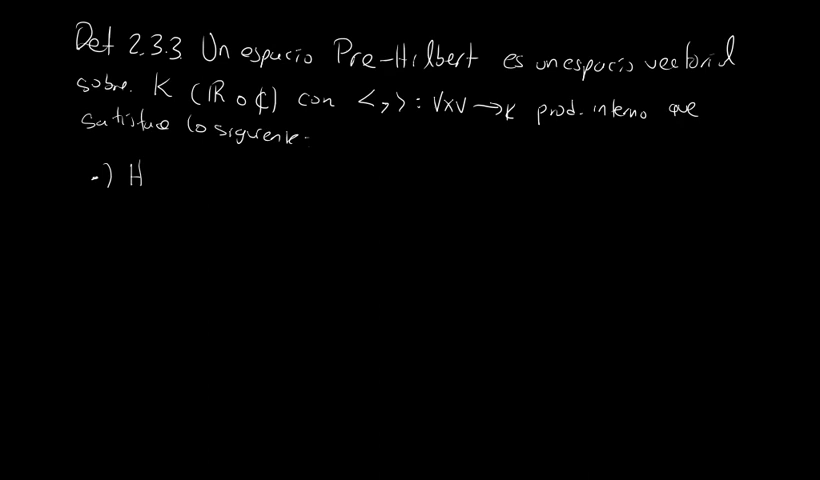 Def 2.3.3 Un espacio Pre-Hilbert es un espacio vectorial
sobre K (ℝ o ℂ) con <,> : V×V → K prod. interno que
satisface lo siguiente.
•) H